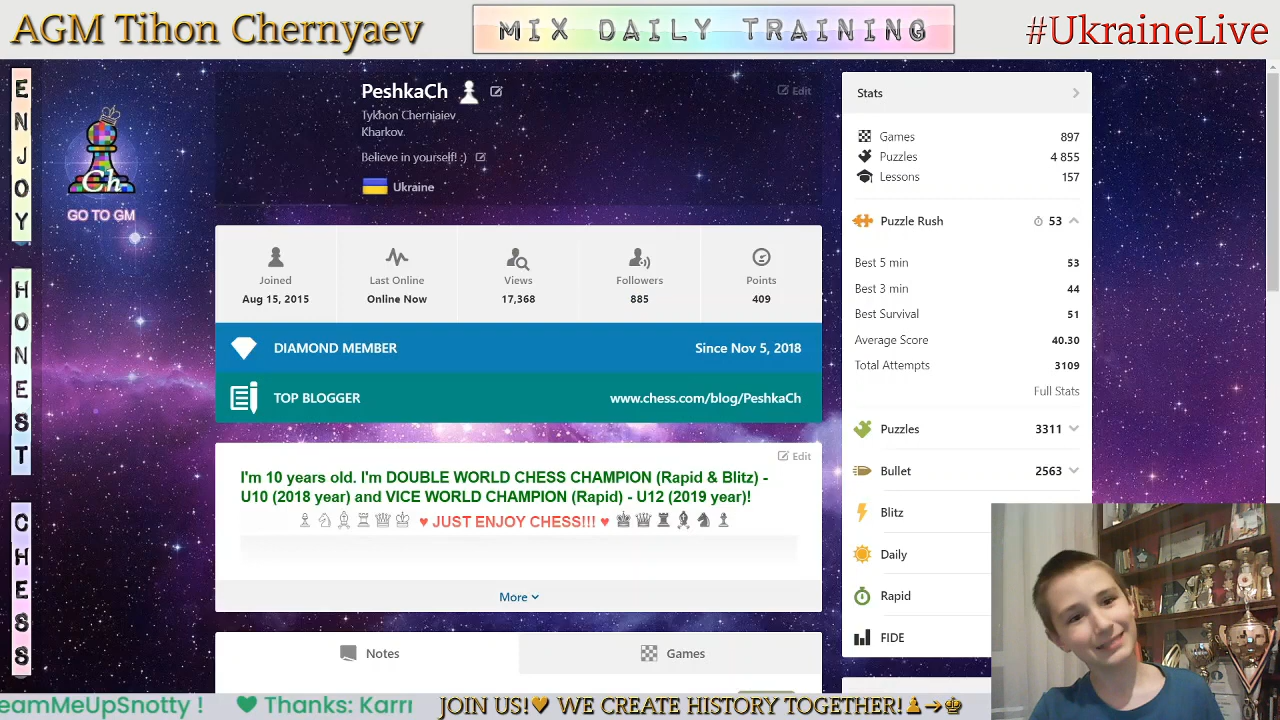 AGM Tihon Chernyaev
MIX DAILY TRAINING
#UkraineLive
ENJOY
HONEST
CHESS
Ch
GO TO GM
PeshkaCh
Edit
Tykhon Cherniaiev
Kharkov.
Believe in yourself! :)
Ukraine
Joined
Aug 15, 2015
Last Online
Online Now
Views
17,368
Followers
885
Points
409
DIAMOND MEMBER Since Nov 5, 2018
TOP BLOGGER www.chess.com/blog/PeshkaCh
Edit
I'm 10 years old. I'm DOUBLE WORLD CHESS CHAMPION (Rapid & Blitz) -
U10 (2018 year) and VICE WORLD CHAMPION (Rapid) - U12 (2019 year)!
♗ ♘ ♗ ♖ ♕ ♔ ♥ JUST ENJOY CHESS!!! ♥ ♚ ♛ ♜ ♝ ♞ ♝
More
Notes
Games
Stats
Games 897
Puzzles 4 855
Lessons 157
Puzzle Rush 53
Best 5 min 53
Best 3 min 44
Best Survival 51
Average Score 40.30
Total Attempts 3109
Full Stats
Puzzles 3311
Bullet 2563
Blitz
Daily
Rapid
FIDE
eamMeUpSnotty ! ♥ Thanks: Karr
JOIN US!♥ WE CREATE HISTORY TOGETHER!♟→♚